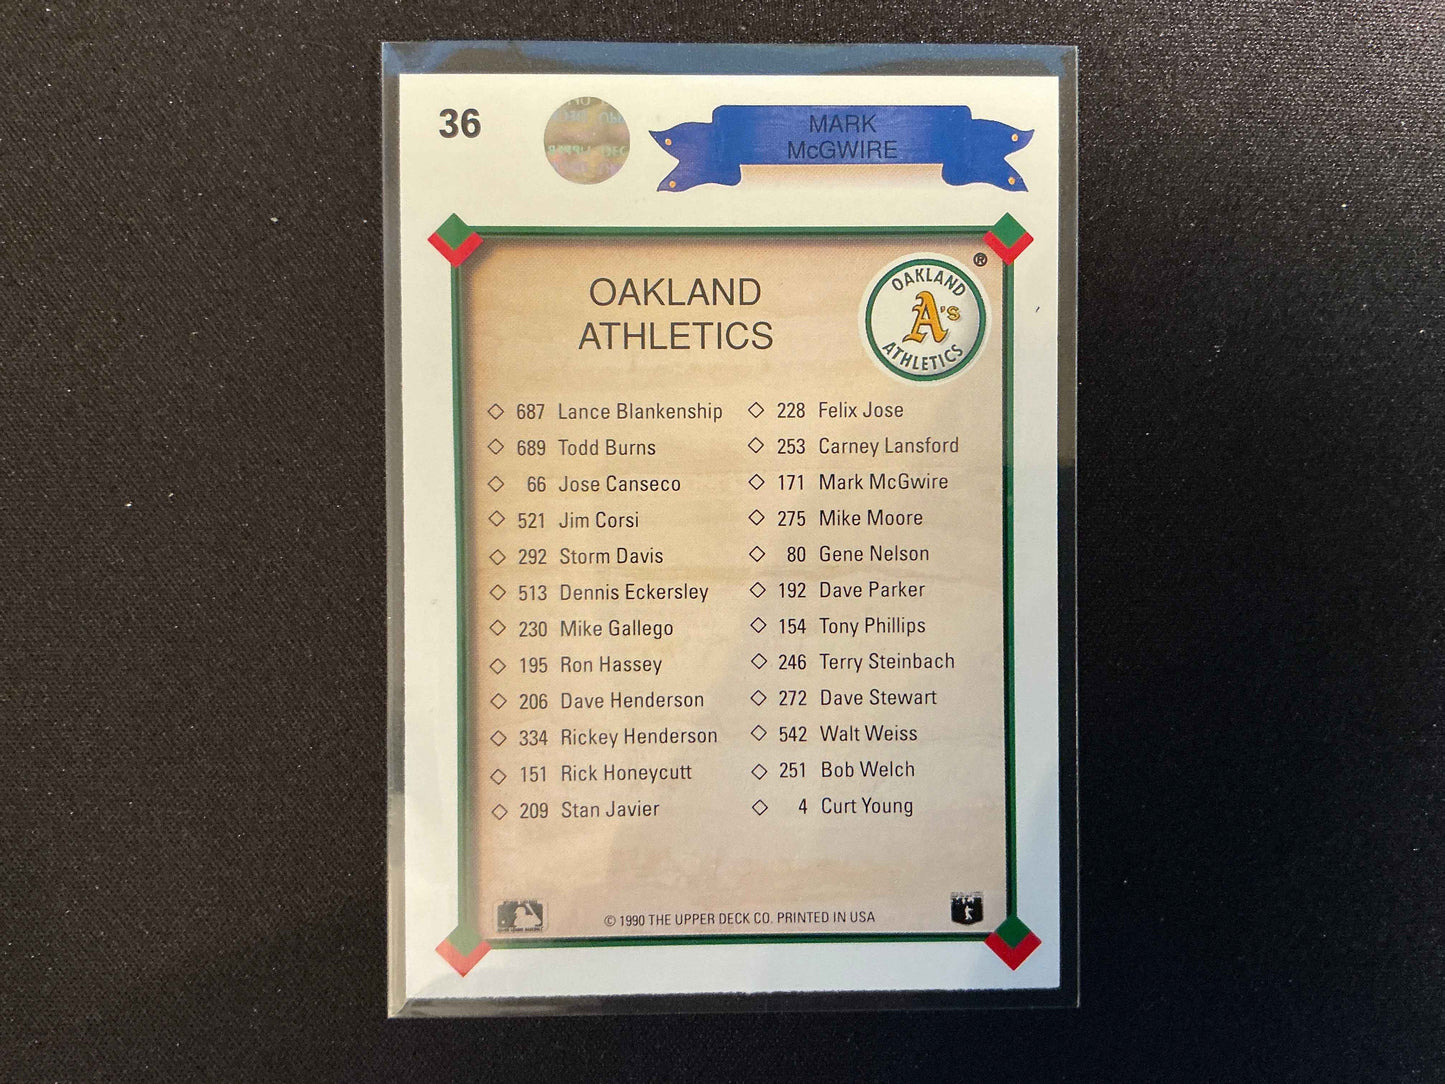 36
MARK
McGWIRE
OAKLAND
ATHLETICS
®
OAKLAND
A's
ATHLETICS
687 Lance Blankenship
689 Todd Burns
66 Jose Canseco
521 Jim Corsi
292 Storm Davis
513 Dennis Eckersley
230 Mike Gallego
195 Ron Hassey
206 Dave Henderson
334 Rickey Henderson
151 Rick Honeycutt
209 Stan Javier
228 Felix Jose
253 Carney Lansford
171 Mark McGwire
275 Mike Moore
80 Gene Nelson
192 Dave Parker
154 Tony Phillips
246 Terry Steinbach
272 Dave Stewart
542 Walt Weiss
251 Bob Welch
4 Curt Young
© 1990 THE UPPER DECK CO. PRINTED IN USA